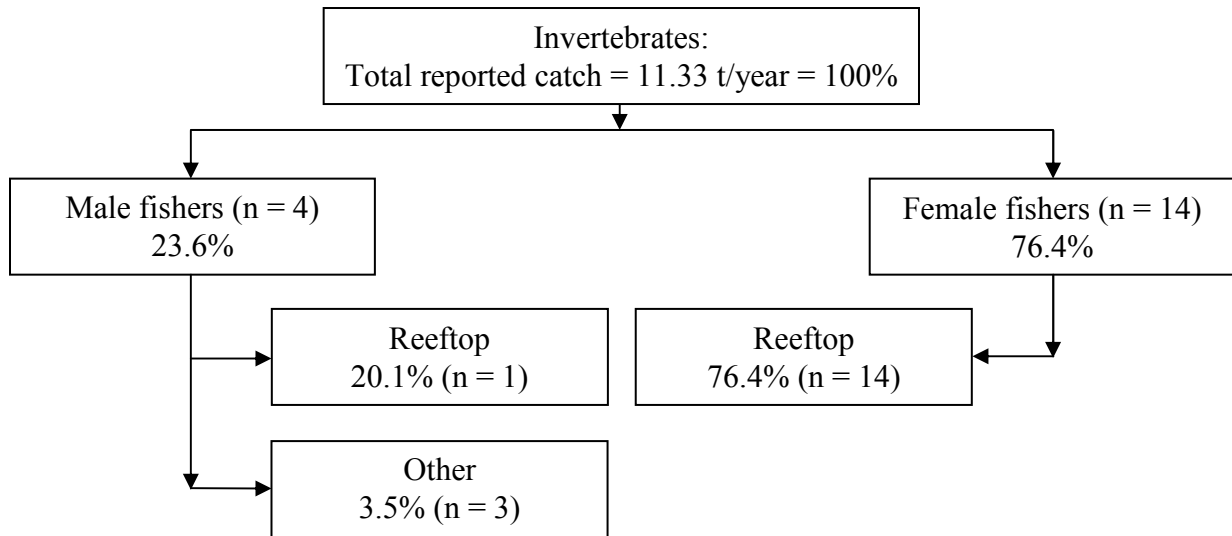 Invertebrates:
Total reported catch = 11.33 t/year = 100%
Male fishers (n = 4)
23.6%
Female fishers (n = 14)
76.4%
Reeftop
20.1% (n = 1)
Reeftop
76.4% (n = 14)
Other
3.5% (n = 3)